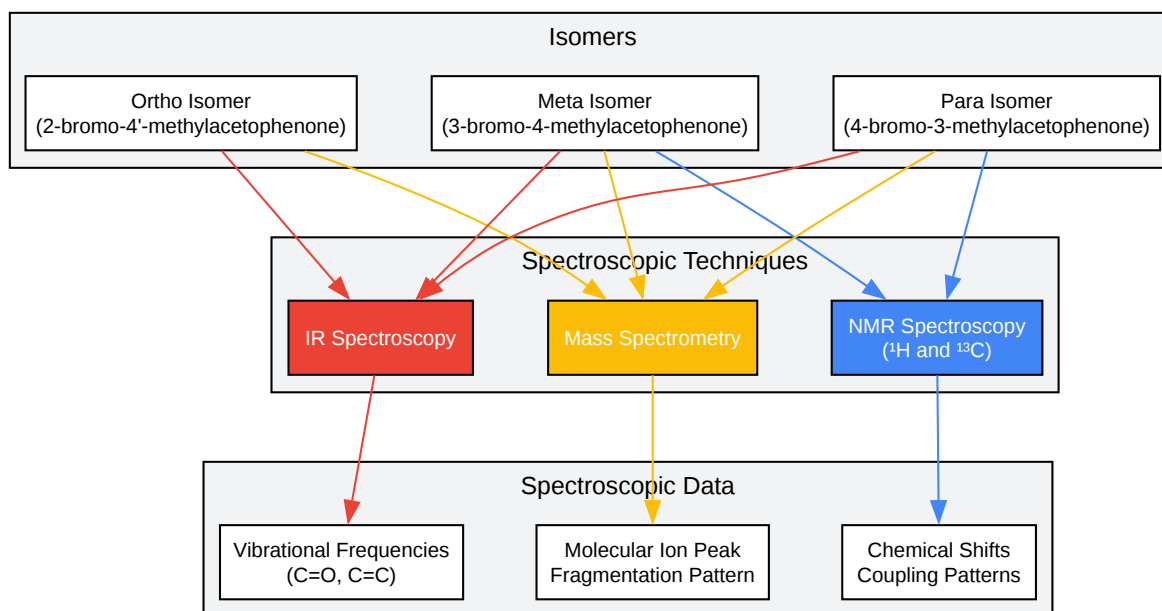 Isomers
Ortho Isomer
(2-bromo-4'-methylacetophenone)
Meta Isomer
(3-bromo-4-methylacetophenone)
Para Isomer
(4-bromo-3-methylacetophenone)
Spectroscopic Techniques
IR Spectroscopy
Mass Spectrometry
NMR Spectroscopy
(¹H and ¹³C)
Spectroscopic Data
Vibrational Frequencies
(C=O, C=C)
Molecular Ion Peak
Fragmentation Pattern
Chemical Shifts
Coupling Patterns